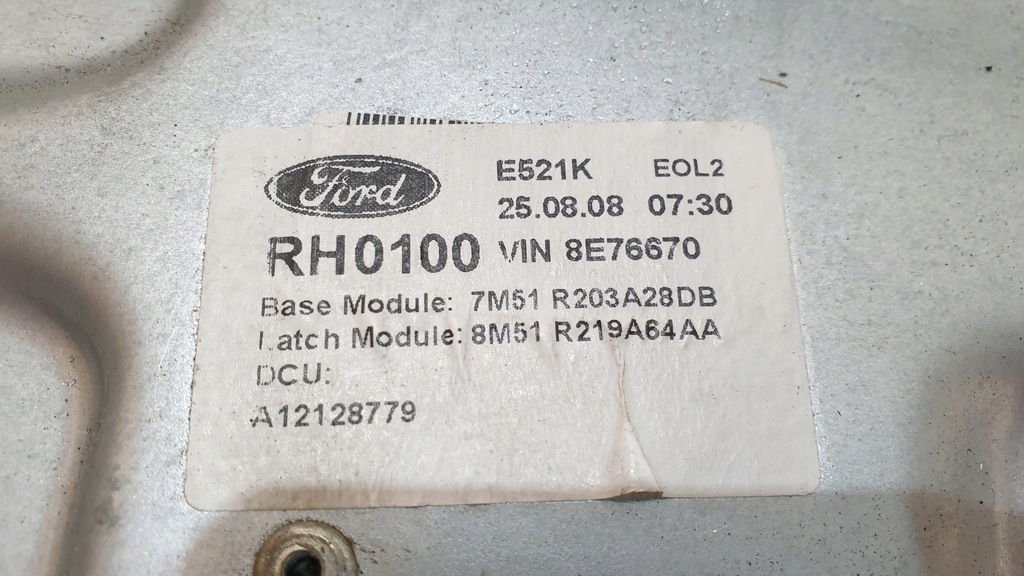 Ford
E521K EOL2
25.08.08 07:30
RH0100 VIN 8E76670
Base Module: 7M51 R203A28DB
Latch Module: 8M51 R219A64AA
DCU:
A12128779